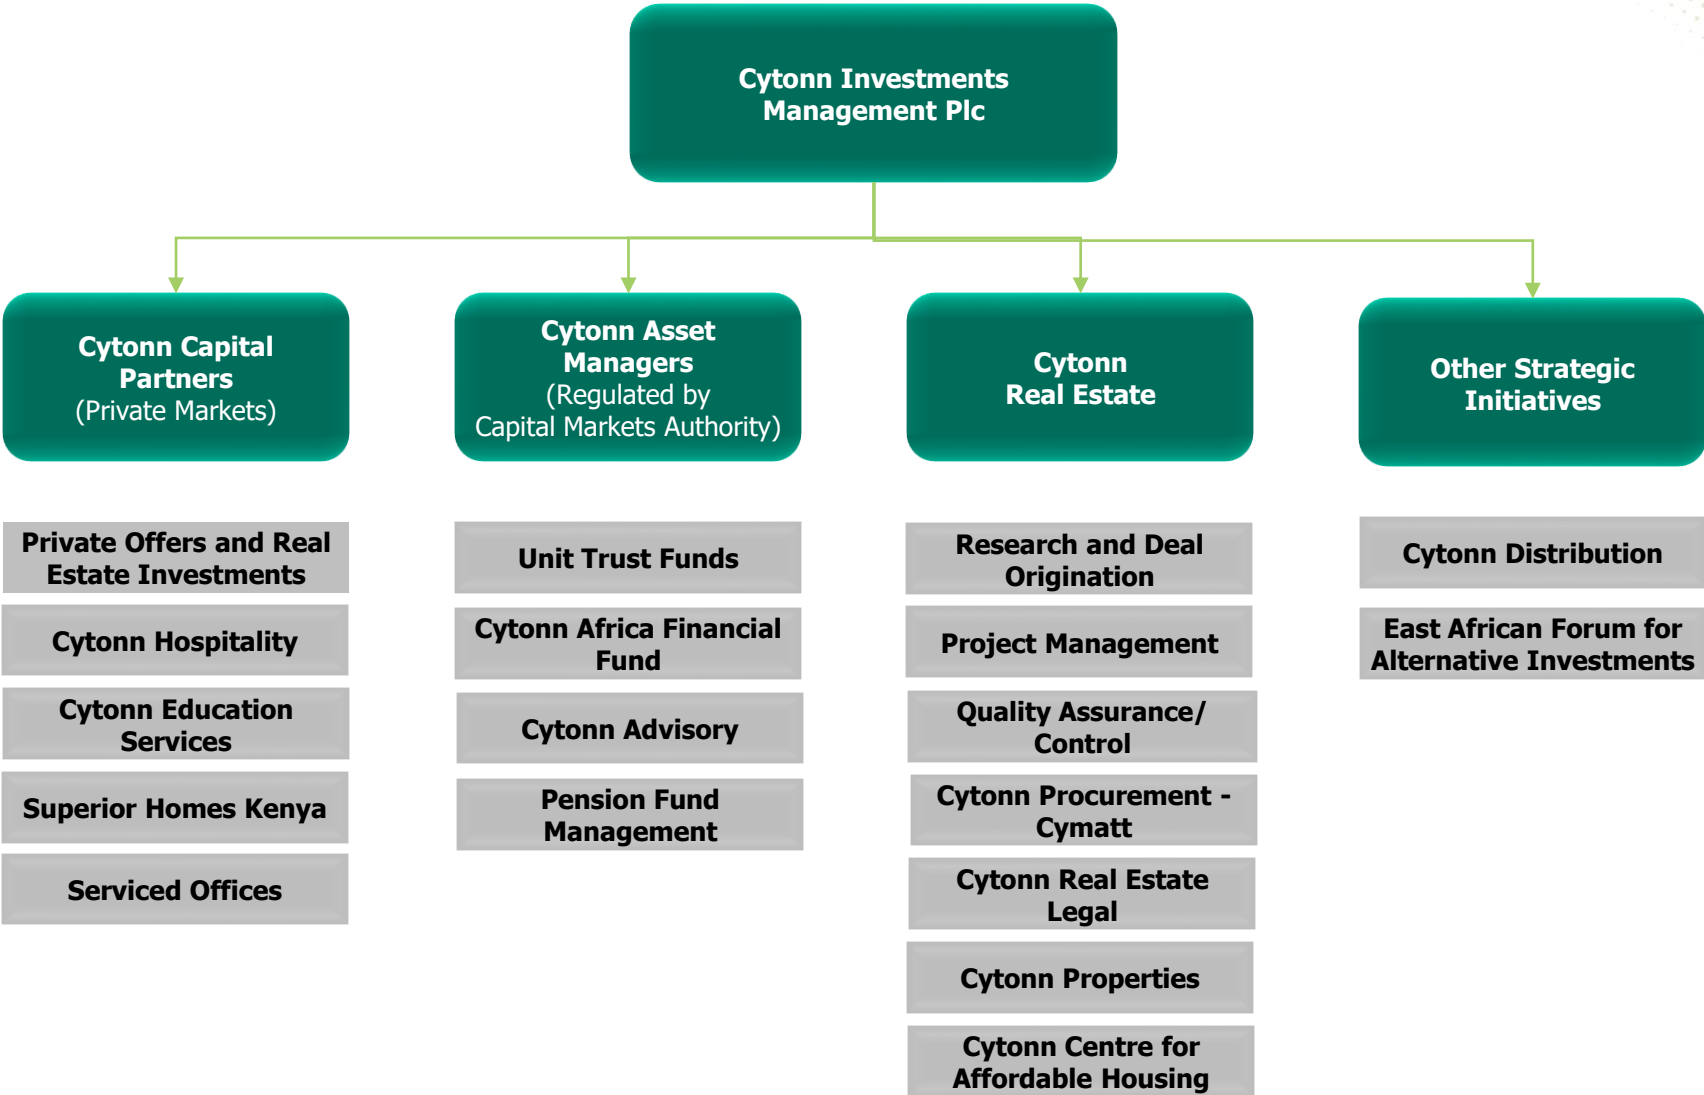 Cytonn Investments
Management Plc
Cytonn Capital
Partners
(Private Markets)
Cytonn Asset
Managers
(Regulated by
Capital Markets Authority)
Cytonn
Real Estate
Other Strategic
Initiatives
Private Offers and Real
Estate Investments
Cytonn Hospitality
Cytonn Education
Services
Superior Homes Kenya
Serviced Offices
Unit Trust Funds
Cytonn Africa Financial
Fund
Cytonn Advisory
Pension Fund
Management
Research and Deal
Origination
Project Management
Quality Assurance/
Control
Cytonn Procurement -
Cymatt
Cytonn Real Estate
Legal
Cytonn Properties
Cytonn Centre for
Affordable Housing
Cytonn Distribution
East African Forum for
Alternative Investments